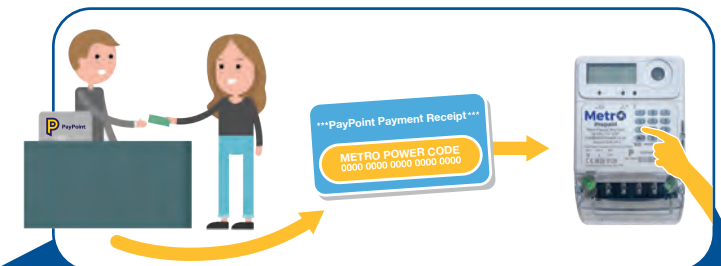 PayPoint
***PayPoint Payment Receipt***
METRO POWER CODE
0000 0000 0000 0000 0000
Metro
Prepaid